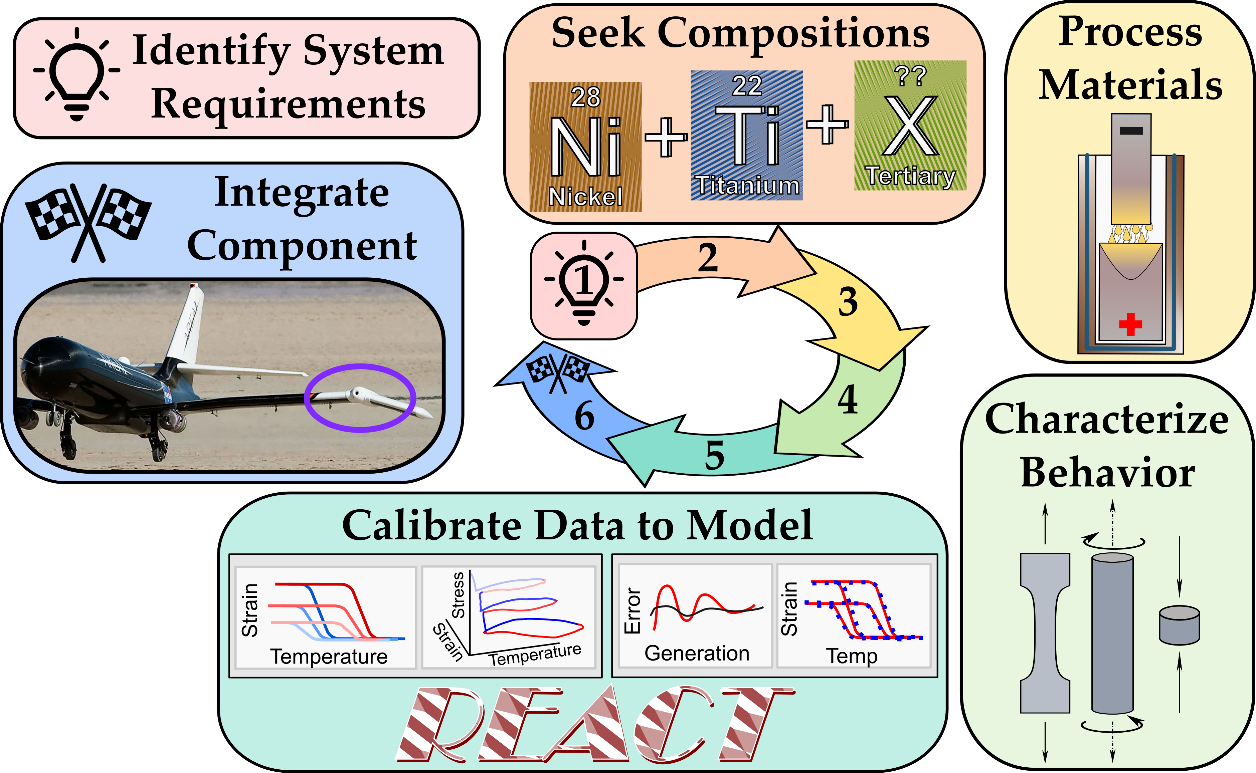 Identify System
Requirements
Seek Compositions
28
Ni
Nickel
+
22
Ti
Titanium
+
??
X
Tertiary
Process
Materials
Integrate
Component
1
2
3
4
5
6
Characterize
Behavior
Calibrate Data to Model
Strain
Temperature
Stress
Strain
Temperature
Error
Generation
Strain
Temp
REACT